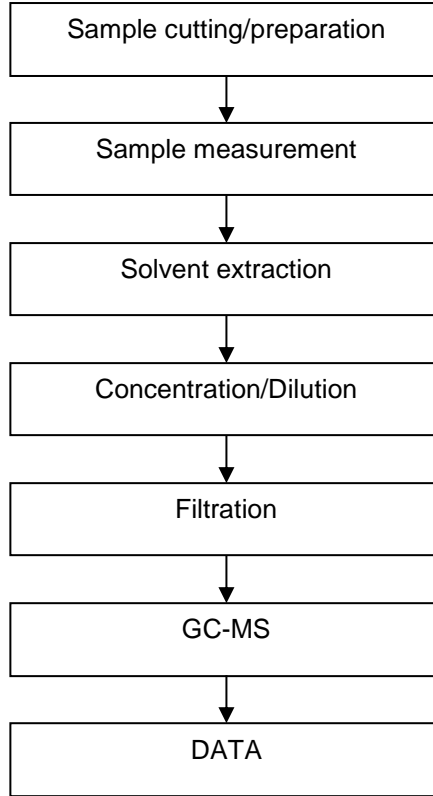 Sample cutting/preparation
Sample measurement
Solvent extraction
Concentration/Dilution
Filtration
GC-MS
DATA